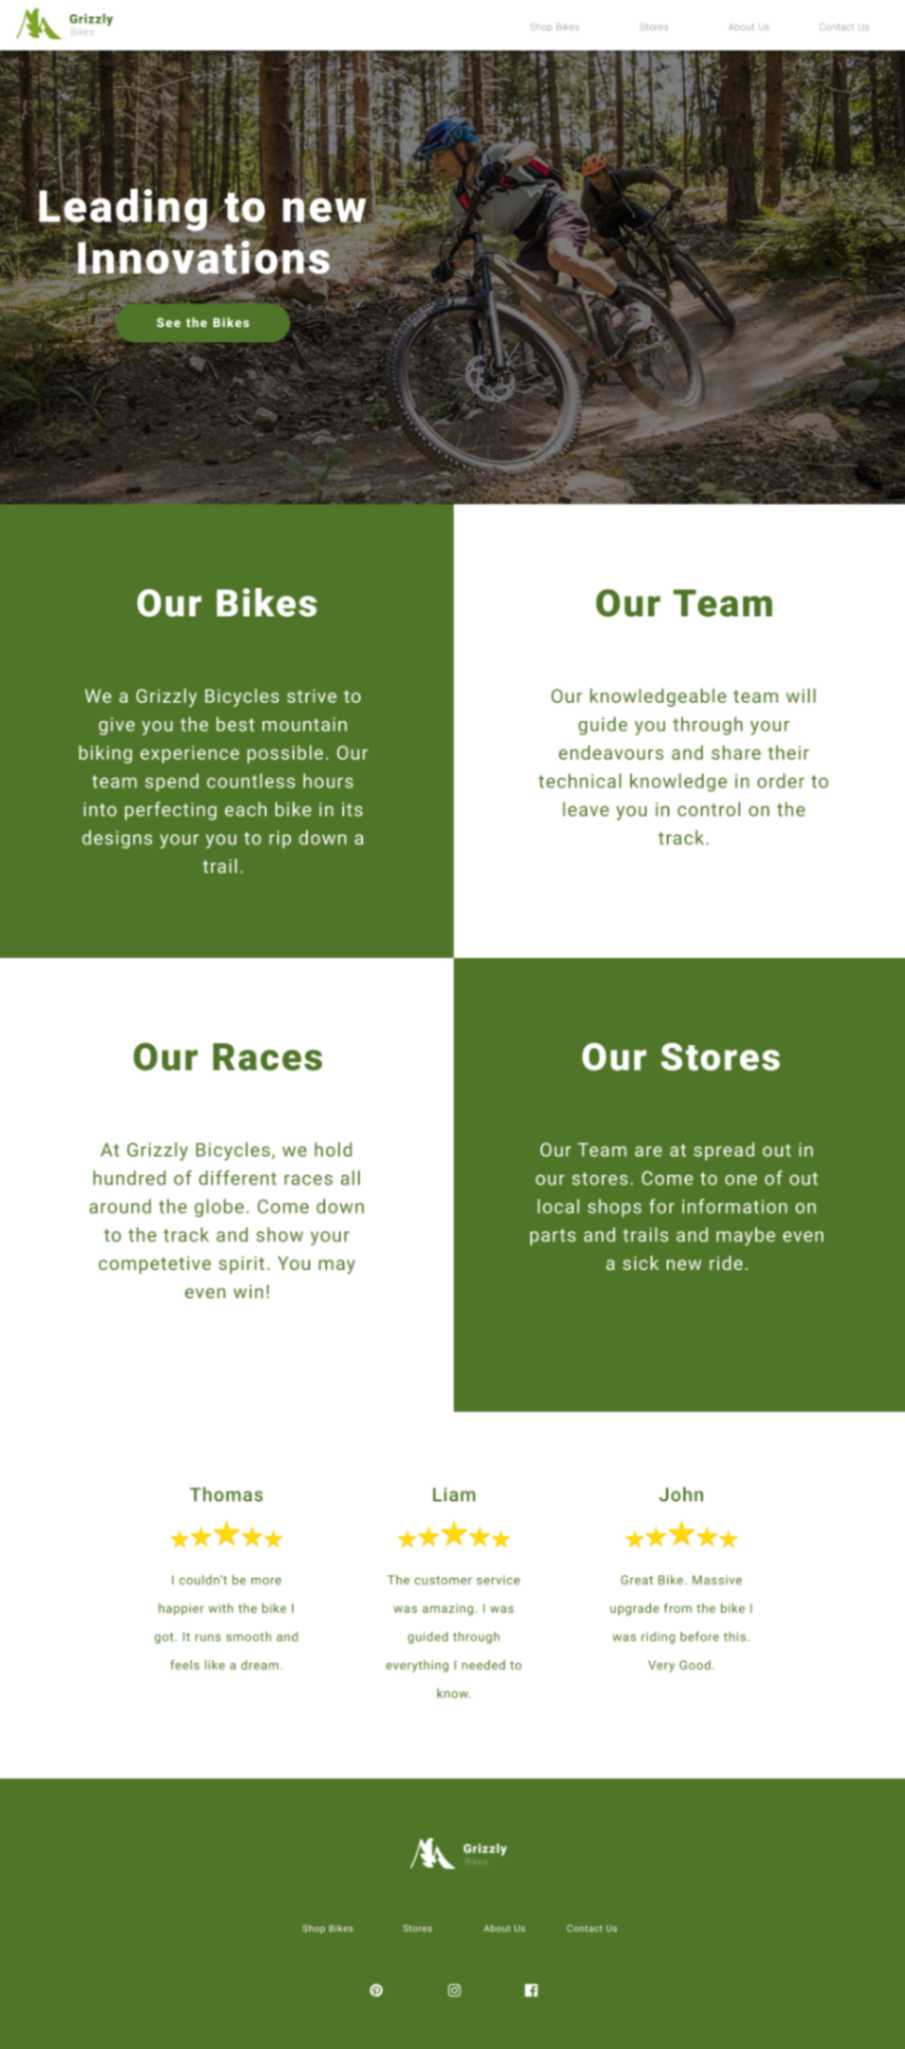 Grizzly
Bikes
Shop Bikes
Stores
About Us
Contact Us
Leading to new
Innovations
See the Bikes
Our Bikes
We a Grizzly Bicycles strive to
give you the best mountain
biking experience possible. Our
team spend countless hours
into perfecting each bike in its
designs your you to rip down a
trail.
Our Team
Our knowledgeable team will
guide you through your
endeavours and share their
technical knowledge in order to
leave you in control on the
track.
Our Races
At Grizzly Bicycles, we hold
hundred of different races all
around the globe. Come down
to the track and show your
competetive spirit. You may
even win!
Our Stores
Our Team are at spread out in
our stores. Come to one of out
local shops for information on
parts and trails and maybe even
a sick new ride.
Thomas
I couldn't be more
happier with the bike I
got. It runs smooth and
feels like a dream.
Liam
The customer service
was amazing. I was
guided through
everything I needed to
know.
John
Great Bike. Massive
upgrade from the bike I
was riding before this.
Very Good.
Grizzly
Bikes
Shop Bikes
Stores
About Us
Contact Us